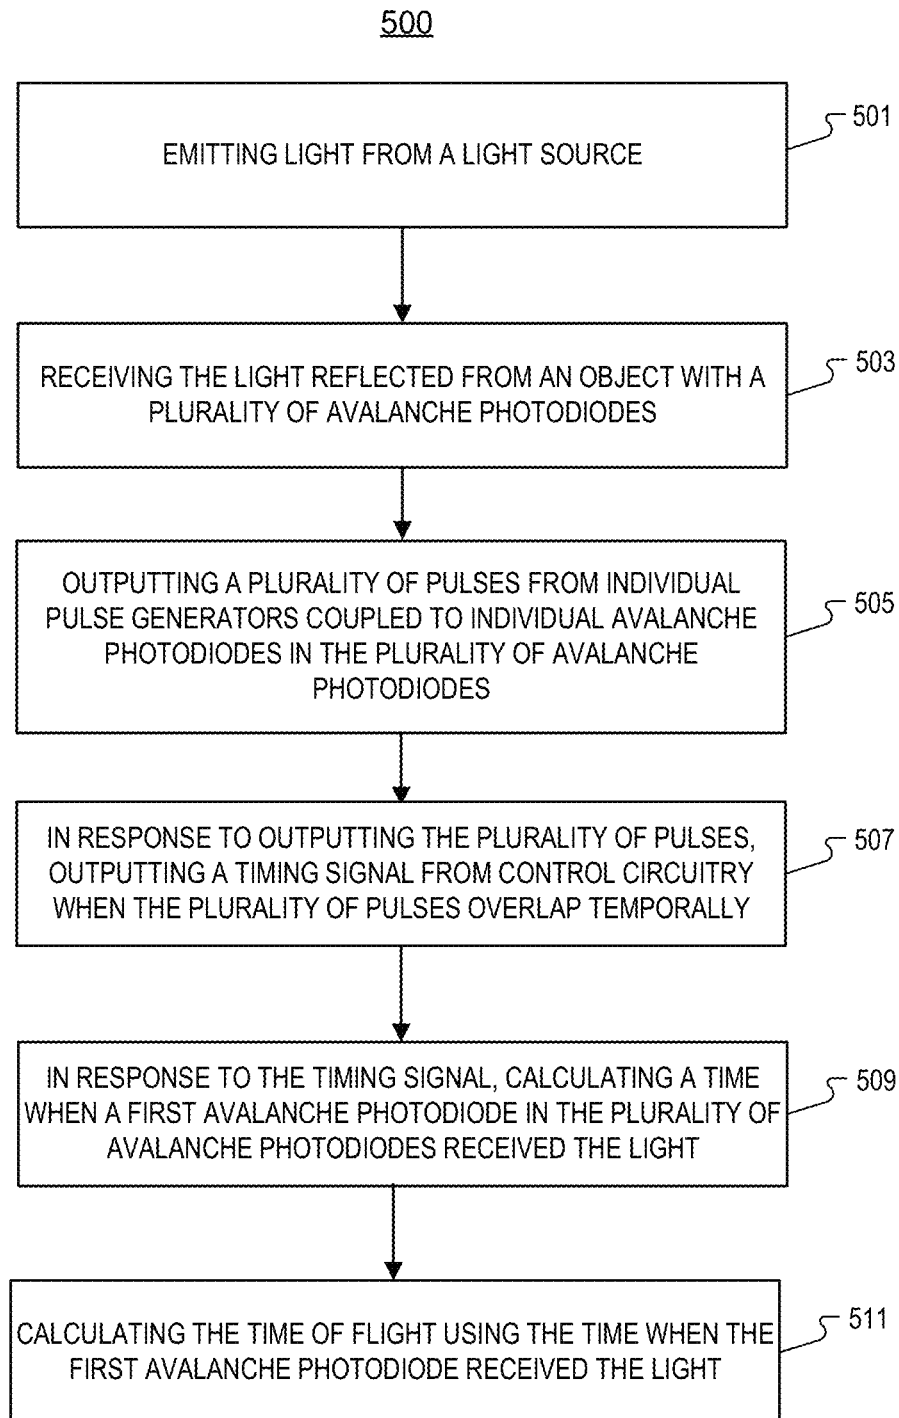 500
EMITTING LIGHT FROM A LIGHT SOURCE
501
RECEIVING THE LIGHT REFLECTED FROM AN OBJECT WITH A
PLURALITY OF AVALANCHE PHOTODIODES
503
OUTPUTTING A PLURALITY OF PULSES FROM INDIVIDUAL
PULSE GENERATORS COUPLED TO INDIVIDUAL AVALANCHE
PHOTODIODES IN THE PLURALITY OF AVALANCHE
PHOTODIODES
505
IN RESPONSE TO OUTPUTTING THE PLURALITY OF PULSES,
OUTPUTTING A TIMING SIGNAL FROM CONTROL CIRCUITRY
WHEN THE PLURALITY OF PULSES OVERLAP TEMPORALLY
507
IN RESPONSE TO THE TIMING SIGNAL, CALCULATING A TIME
WHEN A FIRST AVALANCHE PHOTODIODE IN THE PLURALITY OF
AVALANCHE PHOTODIODES RECEIVED THE LIGHT
509
CALCULATING THE TIME OF FLIGHT USING THE TIME WHEN THE
FIRST AVALANCHE PHOTODIODE RECEIVED THE LIGHT
511